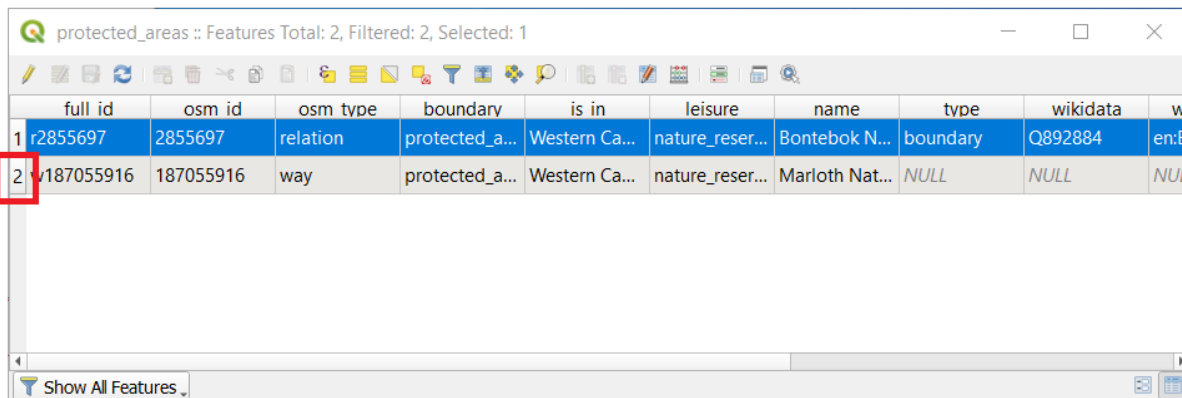 protected_areas :: Features Total: 2, Filtered: 2, Selected: 1
full_id osm_id osm_type boundary is_in leisure name type wikidata w
1 r2855697 2855697 relation protected_a... Western Ca... nature_reser... Bontebok N... boundary Q892884 en:B
2 w187055916 187055916 way protected_a... Western Ca... nature_reser... Marloth Nat... NULL NULL NU
Show All Features